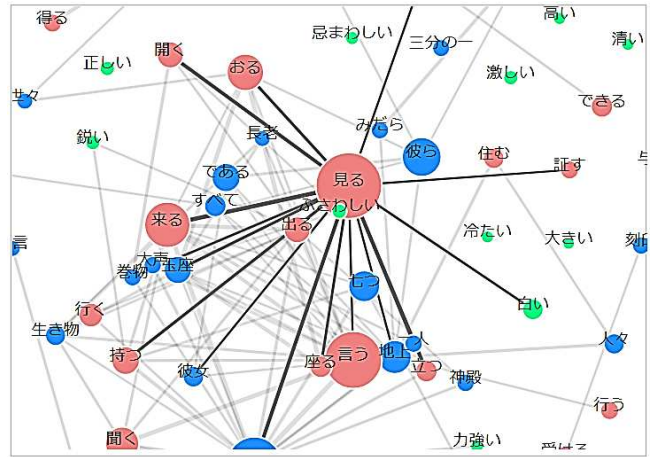 得る
高い
忌まわしい
三分の一
清い
開く
正しい
おる
激しい
できる
みだら
長老
鋭い
彼ら
住む
証す
である
見る
すべて
ふさわしい
来る
出る
冷たい
大きい
言
大声
玉座
巻物
七つ
白い
行く
生き物
一人
人々
持つ
座る
言う
地上
立つ
彼女
神殿
行う
聞く
力強い